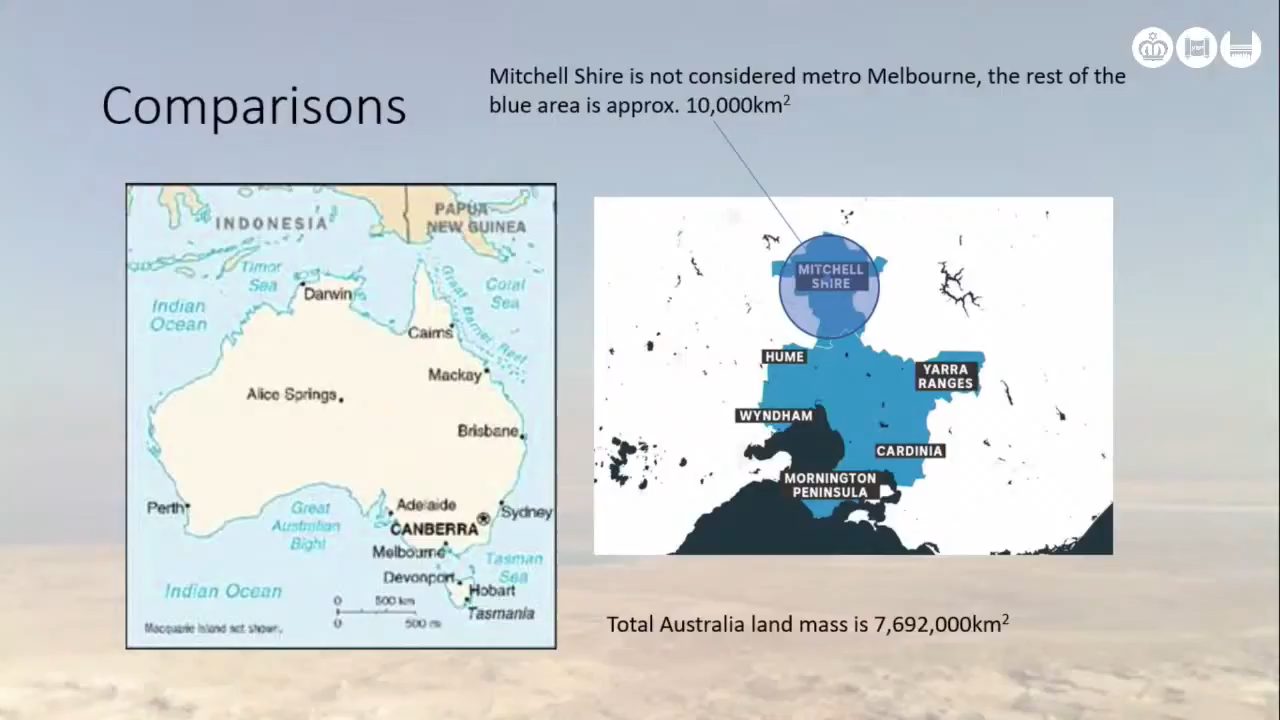 Mitchell Shire is not considered metro Melbourne, the rest of the
blue area is approx. 10,000km²
Comparisons
INDONESIA
PAPUA
NEW GUINEA
Timor
Sea
Coral
Sea
Indian
Ocean
Darwin
Great Barrier Reef
Cairns
Mackay
Alice Springs
Brisbane
Perth
Great
Australian
Bight
Adelaide
Sydney
CANBERRA
Melbourne
Tasman
Sea
Devonport
Indian Ocean
Hobart
Tasmania
0 500 km
0 500 mi
Macquarie Island not shown.
MITCHELL
SHIRE
HUME
YARRA
RANGES
WYNDHAM
CARDINIA
MORNINGTON
PENINSULA
Total Australia land mass is 7,692,000km²